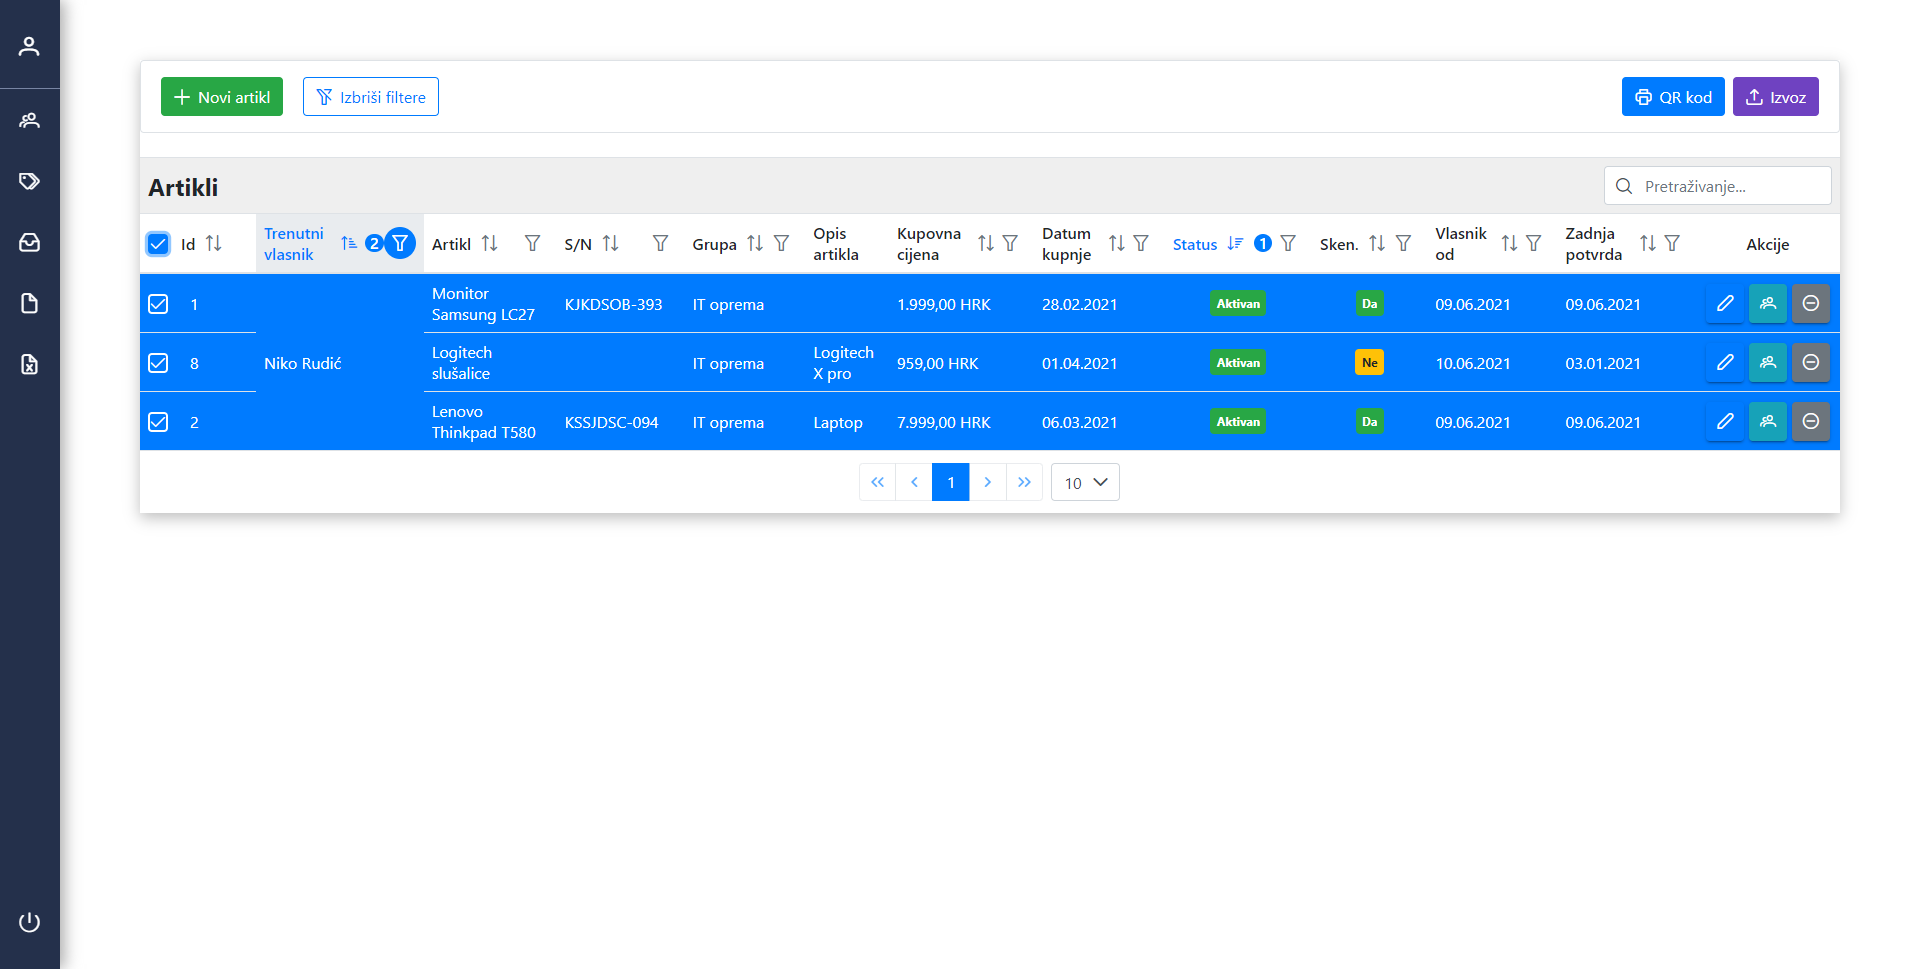 Novi artikl
Izbriši filtere
QR kod
Izvoz
Artikli
Pretraživanje...
Id
Trenutni vlasnik
2
Artikl
S/N
Grupa
Opis artikla
Kupovna cijena
Datum kupnje
Status
1
Sken.
Vlasnik od
Zadnja potvrda
Akcije
1
Monitor Samsung LC27
KJKDSOB-393
IT oprema
1.999,00 HRK
28.02.2021
Aktivan
Da
09.06.2021
09.06.2021
8
Niko Rudić
Logitech slušalice
IT oprema
Logitech X pro
959,00 HRK
01.04.2021
Aktivan
Ne
10.06.2021
03.01.2021
2
Lenovo Thinkpad T580
KSSJDSC-094
IT oprema
Laptop
7.999,00 HRK
06.03.2021
Aktivan
Da
09.06.2021
09.06.2021
1
10